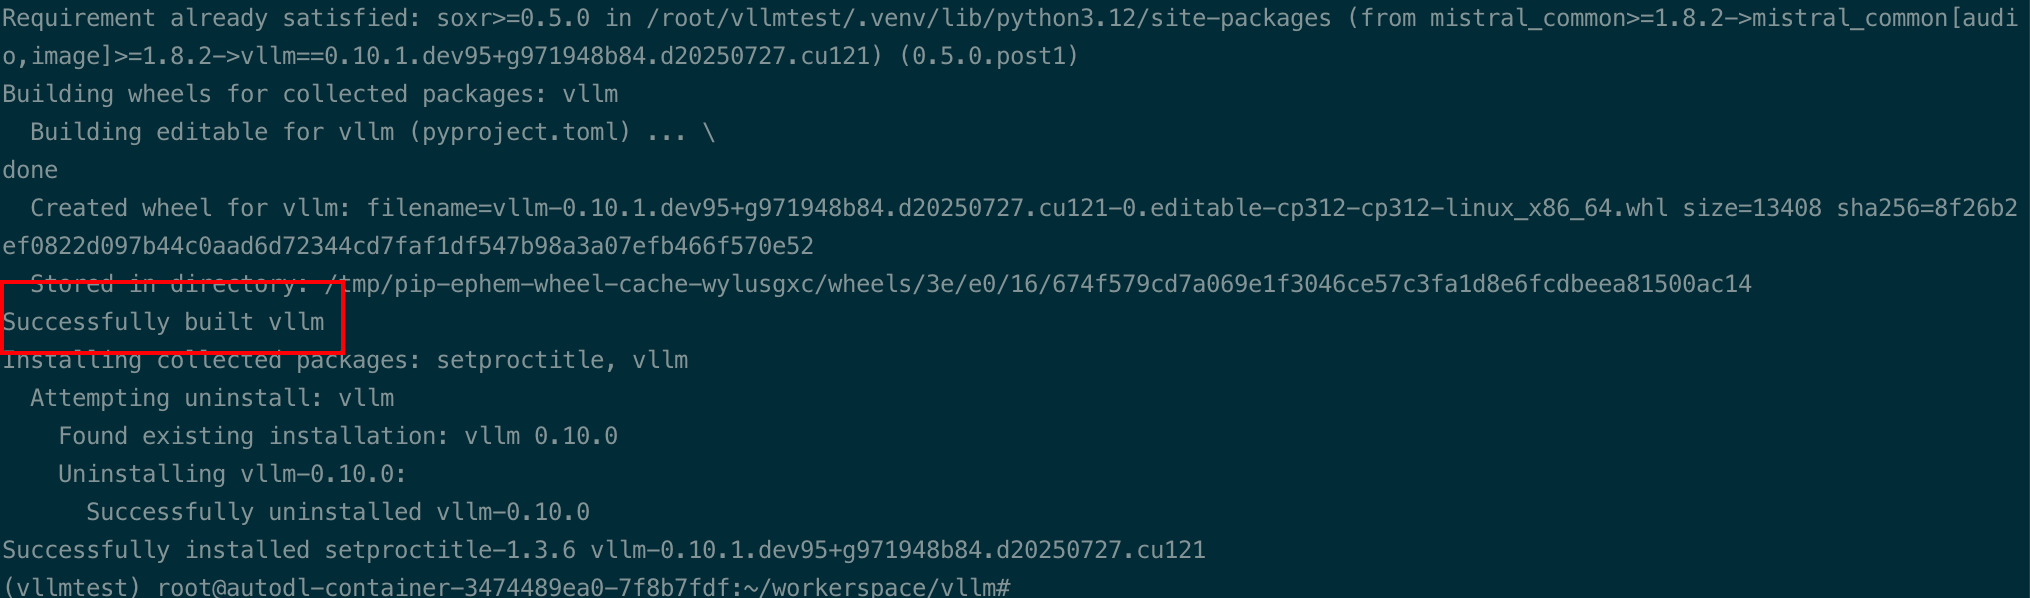 Requirement already satisfied: soxr>=0.5.0 in /root/vllmtest/.venv/lib/python3.12/site-packages (from mistral_common>=1.8.2->mistral_common[audi
o,image]>=1.8.2->vllm==0.10.1.dev95+g971948b84.d20250727.cu121) (0.5.0.post1)
Building wheels for collected packages: vllm
  Building editable for vllm (pyproject.toml) ... \
done
  Created wheel for vllm: filename=vllm-0.10.1.dev95+g971948b84.d20250727.cu121-0.editable-cp312-cp312-linux_x86_64.whl size=13408 sha256=8f26b2
ef0822d097b44c0aad6d72344cd7faf1df547b98a3a07efb466f570e52
  Stored in directory: /tmp/pip-ephem-wheel-cache-wylusgxc/wheels/3e/e0/16/674f579cd7a069e1f3046ce57c3fa1d8e6fcdbeea81500ac14
Successfully built vllm
Installing collected packages: setproctitle, vllm
  Attempting uninstall: vllm
    Found existing installation: vllm 0.10.0
    Uninstalling vllm-0.10.0:
      Successfully uninstalled vllm-0.10.0
Successfully installed setproctitle-1.3.6 vllm-0.10.1.dev95+g971948b84.d20250727.cu121
(vllmtest) root@autodl-container-3474489ea0-7f8b7fdf:~/workerspace/vllm#